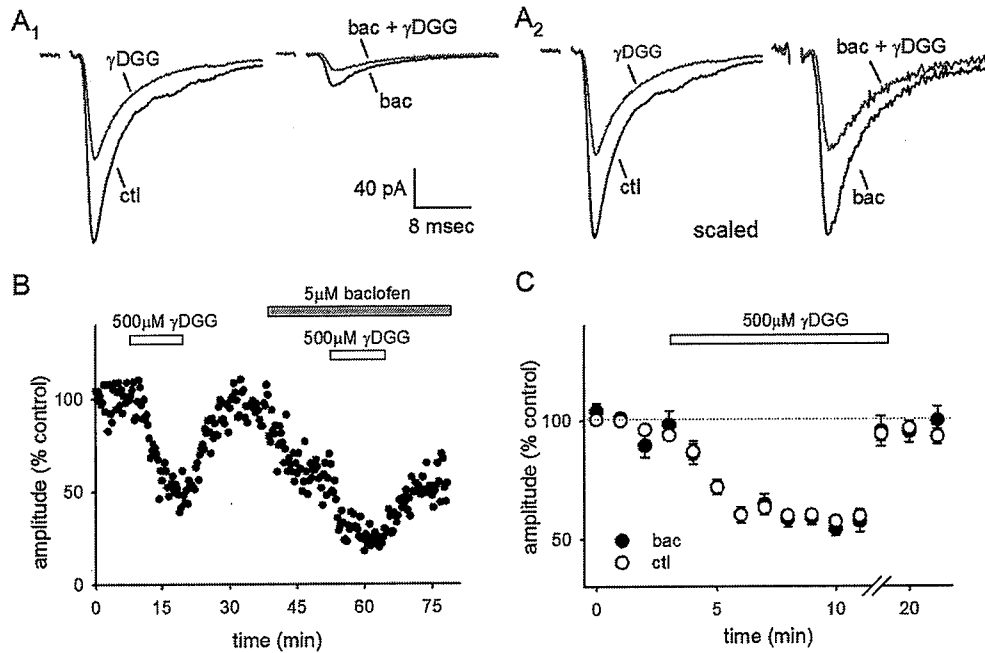 A1
γDGG
ctl
bac + γDGG
bac
40 pA
8 msec
A2
γDGG
ctl
bac + γDGG
bac
scaled
B
5μM baclofen
500μM γDGG
500μM γDGG
amplitude (% control)
100
50
0
0
15
30
45
60
75
time (min)
C
500μM γDGG
amplitude (% control)
100
50
bac
ctl
0
5
10
20
time (min)